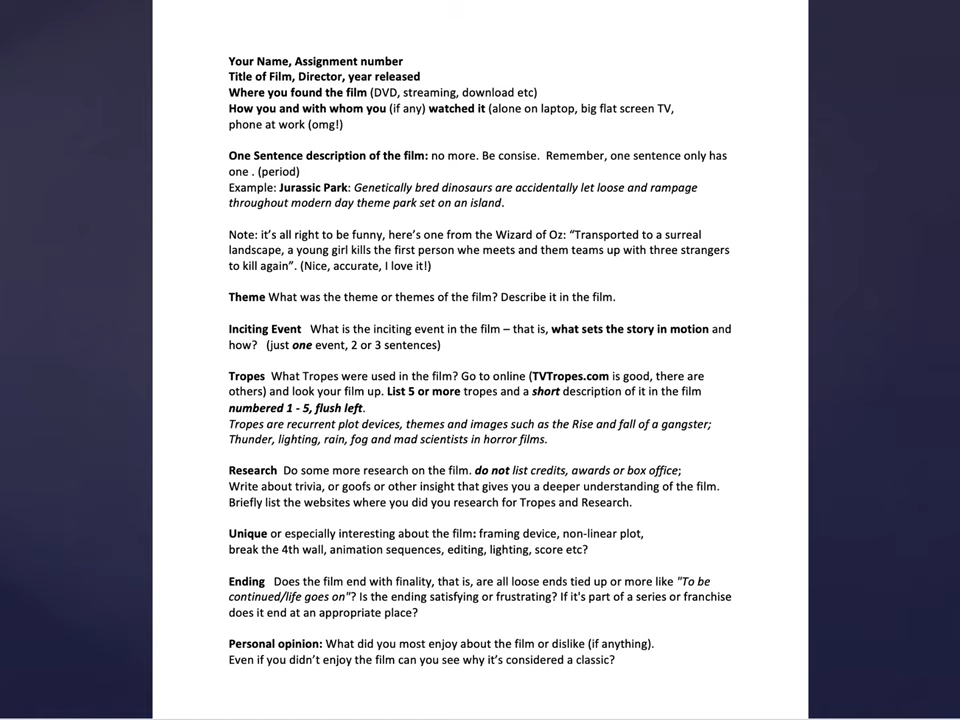 Your Name, Assignment number
Title of Film, Director, year released
Where you found the film (DVD, streaming, download etc)
How you and with whom you (if any) watched it (alone on laptop, big flat screen TV,
phone at work (omg!)
One Sentence description of the film: no more. Be consise. Remember, one sentence only has
one . (period)
Example: Jurassic Park: Genetically bred dinosaurs are accidentally let loose and rampage
throughout modern day theme park set on an island.
Note: it's all right to be funny, here's one from the Wizard of Oz: “Transported to a surreal
landscape, a young girl kills the first person whe meets and them teams up with three strangers
to kill again”. (Nice, accurate, I love it!)
Theme What was the theme or themes of the film? Describe it in the film.
Inciting Event What is the inciting event in the film – that is, what sets the story in motion and
how? (just one event, 2 or 3 sentences)
Tropes What Tropes were used in the film? Go to online (TVTropes.com is good, there are
others) and look your film up. List 5 or more tropes and a short description of it in the film
numbered 1 - 5, flush left.
Tropes are recurrent plot devices, themes and images such as the Rise and fall of a gangster;
Thunder, lighting, rain, fog and mad scientists in horror films.
Research Do some more research on the film. do not list credits, awards or box office;
Write about trivia, or goofs or other insight that gives you a deeper understanding of the film.
Briefly list the websites where you did you research for Tropes and Research.
Unique or especially interesting about the film: framing device, non-linear plot,
break the 4th wall, animation sequences, editing, lighting, score etc?
Ending Does the film end with finality, that is, are all loose ends tied up or more like "To be
continued/life goes on"? Is the ending satisfying or frustrating? If it's part of a series or franchise
does it end at an appropriate place?
Personal opinion: What did you most enjoy about the film or dislike (if anything).
Even if you didn't enjoy the film can you see why it's considered a classic?